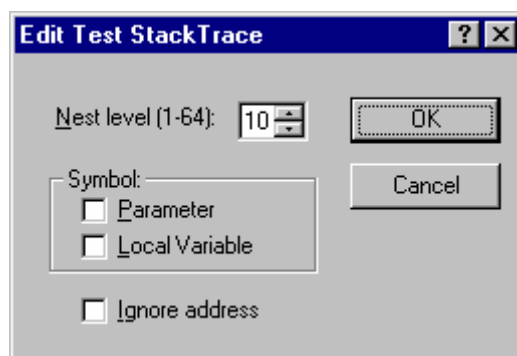 Edit Test StackTrace
Nest level (1-64): 10
OK
Symbol:
Parameter
Local Variable
Cancel
Ignore address